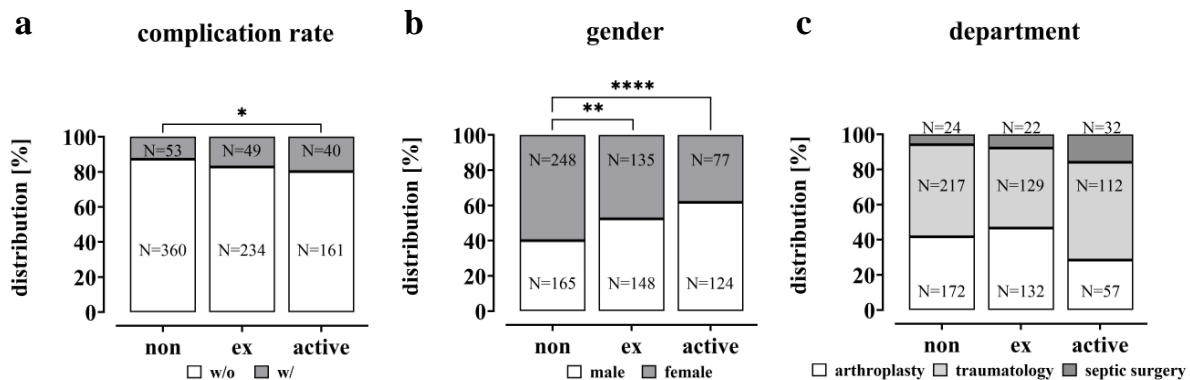 a
complication rate
*
distribution [%]
100
80
60
40
20
0
N=53 N=49 N=40
N=360 N=234 N=161
non ex active
w/o w/
b
gender
****
**
distribution [%]
100
80
60
40
20
0
N=248 N=135 N=77
N=165 N=148 N=124
non ex active
male female
c
department
distribution [%]
100
80
60
40
20
0
N=24 N=22 N=32
N=217 N=129 N=112
N=172 N=132 N=57
non ex active
arthroplasty traumatology septic surgery